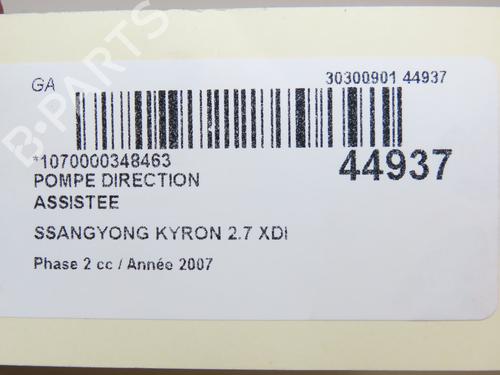 GA
30300901 44937
*1070000348463
44937
POMPE DIRECTION
ASSISTEE
SSANGYONG KYRON 2.7 XDI
Phase 2 cc / Année 2007
B-PARTS